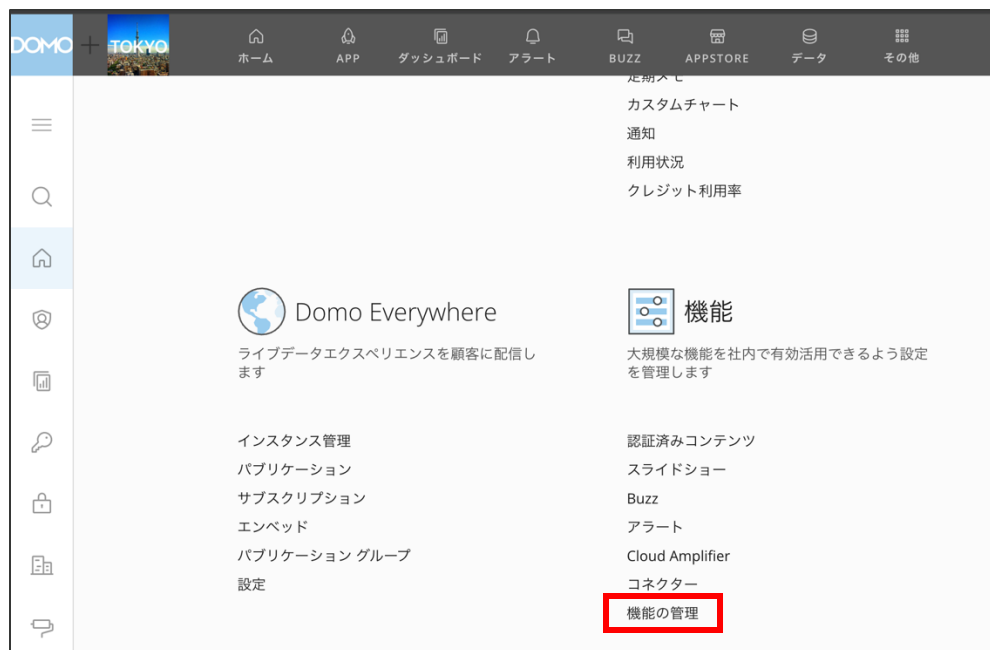 DOMO
TOKYO
ホーム
APP
ダッシュボード
アラート
BUZZ
APPSTORE
データ
その他
定期メモ
カスタムチャート
通知
利用状況
クレジット利用率
Domo Everywhere
ライブデータエクスペリエンスを顧客に配信し
ます
インスタンス管理
パブリケーション
サブスクリプション
エンベッド
パブリケーション グループ
設定
機能
大規模な機能を社内で有効活用できるよう設定
を管理します
認証済みコンテンツ
スライドショー
Buzz
アラート
Cloud Amplifier
コネクター
機能の管理